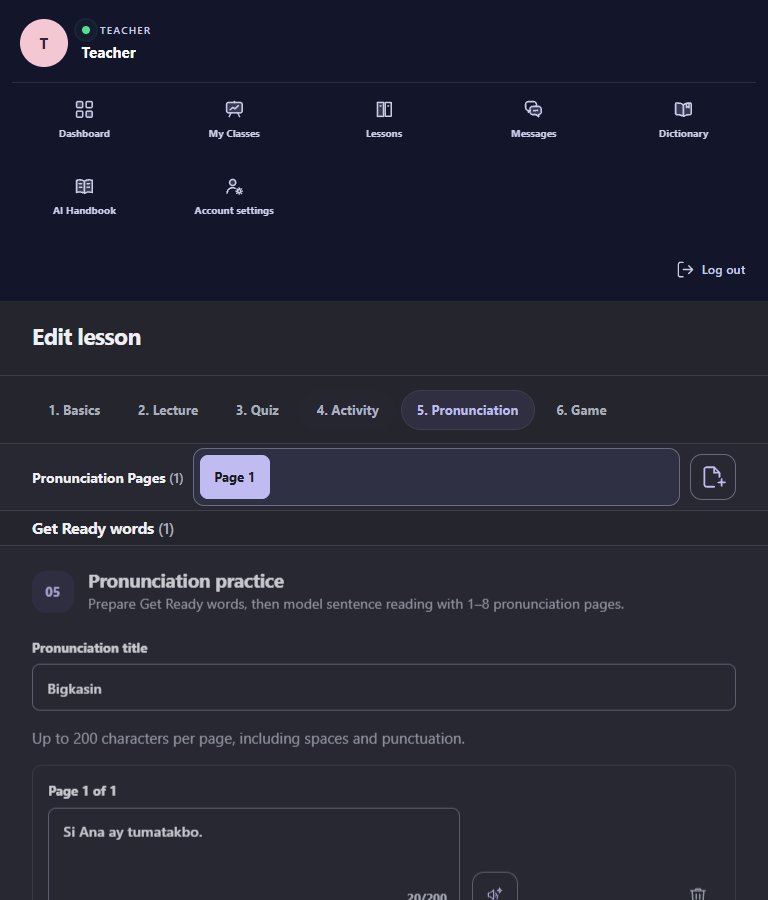 T
TEACHER
Teacher
Dashboard
My Classes
Lessons
Messages
Dictionary
AI Handbook
Account settings
Log out
Edit lesson
1. Basics
2. Lecture
3. Quiz
4. Activity
5. Pronunciation
6. Game
Pronunciation Pages (1)
Page 1
Get Ready words (1)
05
Pronunciation practice
Prepare Get Ready words, then model sentence reading with 1–8 pronunciation pages.
Pronunciation title
Bigkasin
Up to 200 characters per page, including spaces and punctuation.
Page 1 of 1
Si Ana ay tumatakbo.
20/200